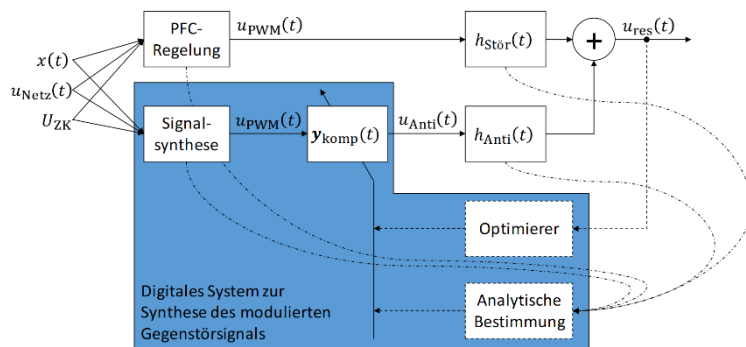 PFC-
Regelung
u_PWM(t)
h_Stör(t)
+
u_res(t)
x(t)
u_Netz(t)
U_ZK
Signal-
synthese
u_PWM(t)
y_komp(t)
u_Anti(t)
h_Anti(t)
Optimierer
Digitales System zur
Synthese des modulierten
Gegenstörsignals
Analytische
Bestimmung